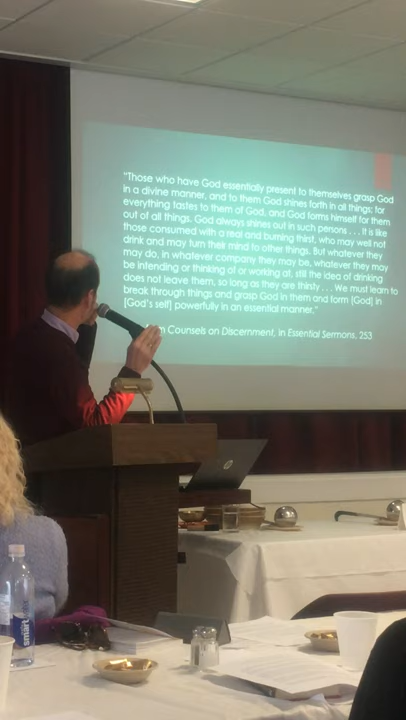 "Those who have God essentially present to themselves grasp God
in a divine manner, and to them God shines forth in all things; for
everything tastes to them of God, and God forms himself for them
out of all things. God always shines out in such persons . . . It is like
those consumed with a real and burning thirst, who may well not
drink and may turn their mind to other things. But whatever they
may do, in whatever company they may be, whatever they may
be intending or thinking of or working at, still the idea of drinking
does not leave them, so long as they are thirsty . . . We must learn to
break through things and grasp God in them and form [God] in
[God's self] powerfully in an essential manner."
Counsels on Discernment, in Essential Sermons, 253
hp
smart